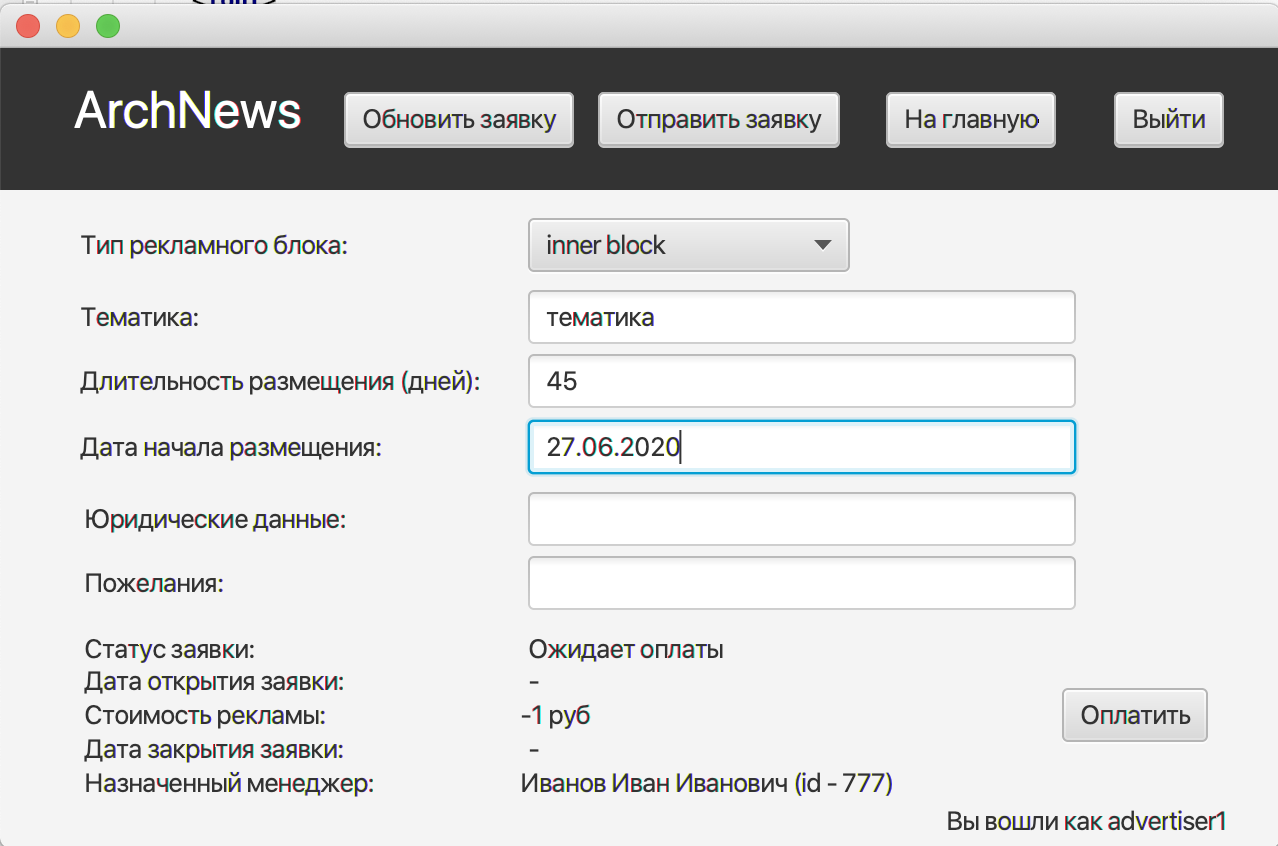 ArchNews
Обновить заявку
Отправить заявку
На главную
Выйти
Тип рекламного блока:
inner block
Тематика:
тематика
Длительность размещения (дней):
45
Дата начала размещения:
27.06.2020
Юридические данные:
Пожелания:
Статус заявки:
Ожидает оплаты
Дата открытия заявки:
-
Стоимость рекламы:
-1 руб
Оплатить
Дата закрытия заявки:
-
Назначенный менеджер:
Иванов Иван Иванович (id - 777)
Вы вошли как advertiser1